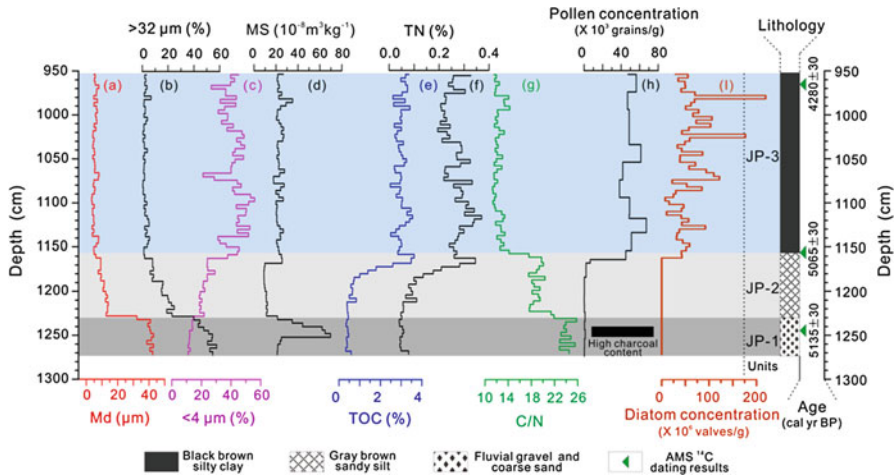 >32 μm (%)
MS (10⁻⁸m³kg⁻¹)
TN (%)
Pollen concentration
(X 10³ grains/g)
Lithology
0 20 40 60
0 20 40 60 80
0.0 0.2 0.4
0 40 80
950
1000
1050
1100
1150
1200
1250
1300
Depth (cm)
(a) (b) (c) (d) (e) (f) (g) (h) (I)
JP-3
JP-2
JP-1
Units
High charcoal
content
4280±30
5065±30
5135±30
950
1000
1050
1100
1150
1200
1250
1300
Depth (cm)
0 20 40
Md (μm)
0 20 40 60
<4 μm (%)
0 2 4
TOC (%)
10 14 18 22 26
C/N
0 100 200
Diatom concentration
(X 10⁶ valves/g)
Age
(cal yr BP)
Black brown
silty clay
Gray brown
sandy silt
Fluvial gravel and
coarse sand
AMS ¹⁴C
dating results